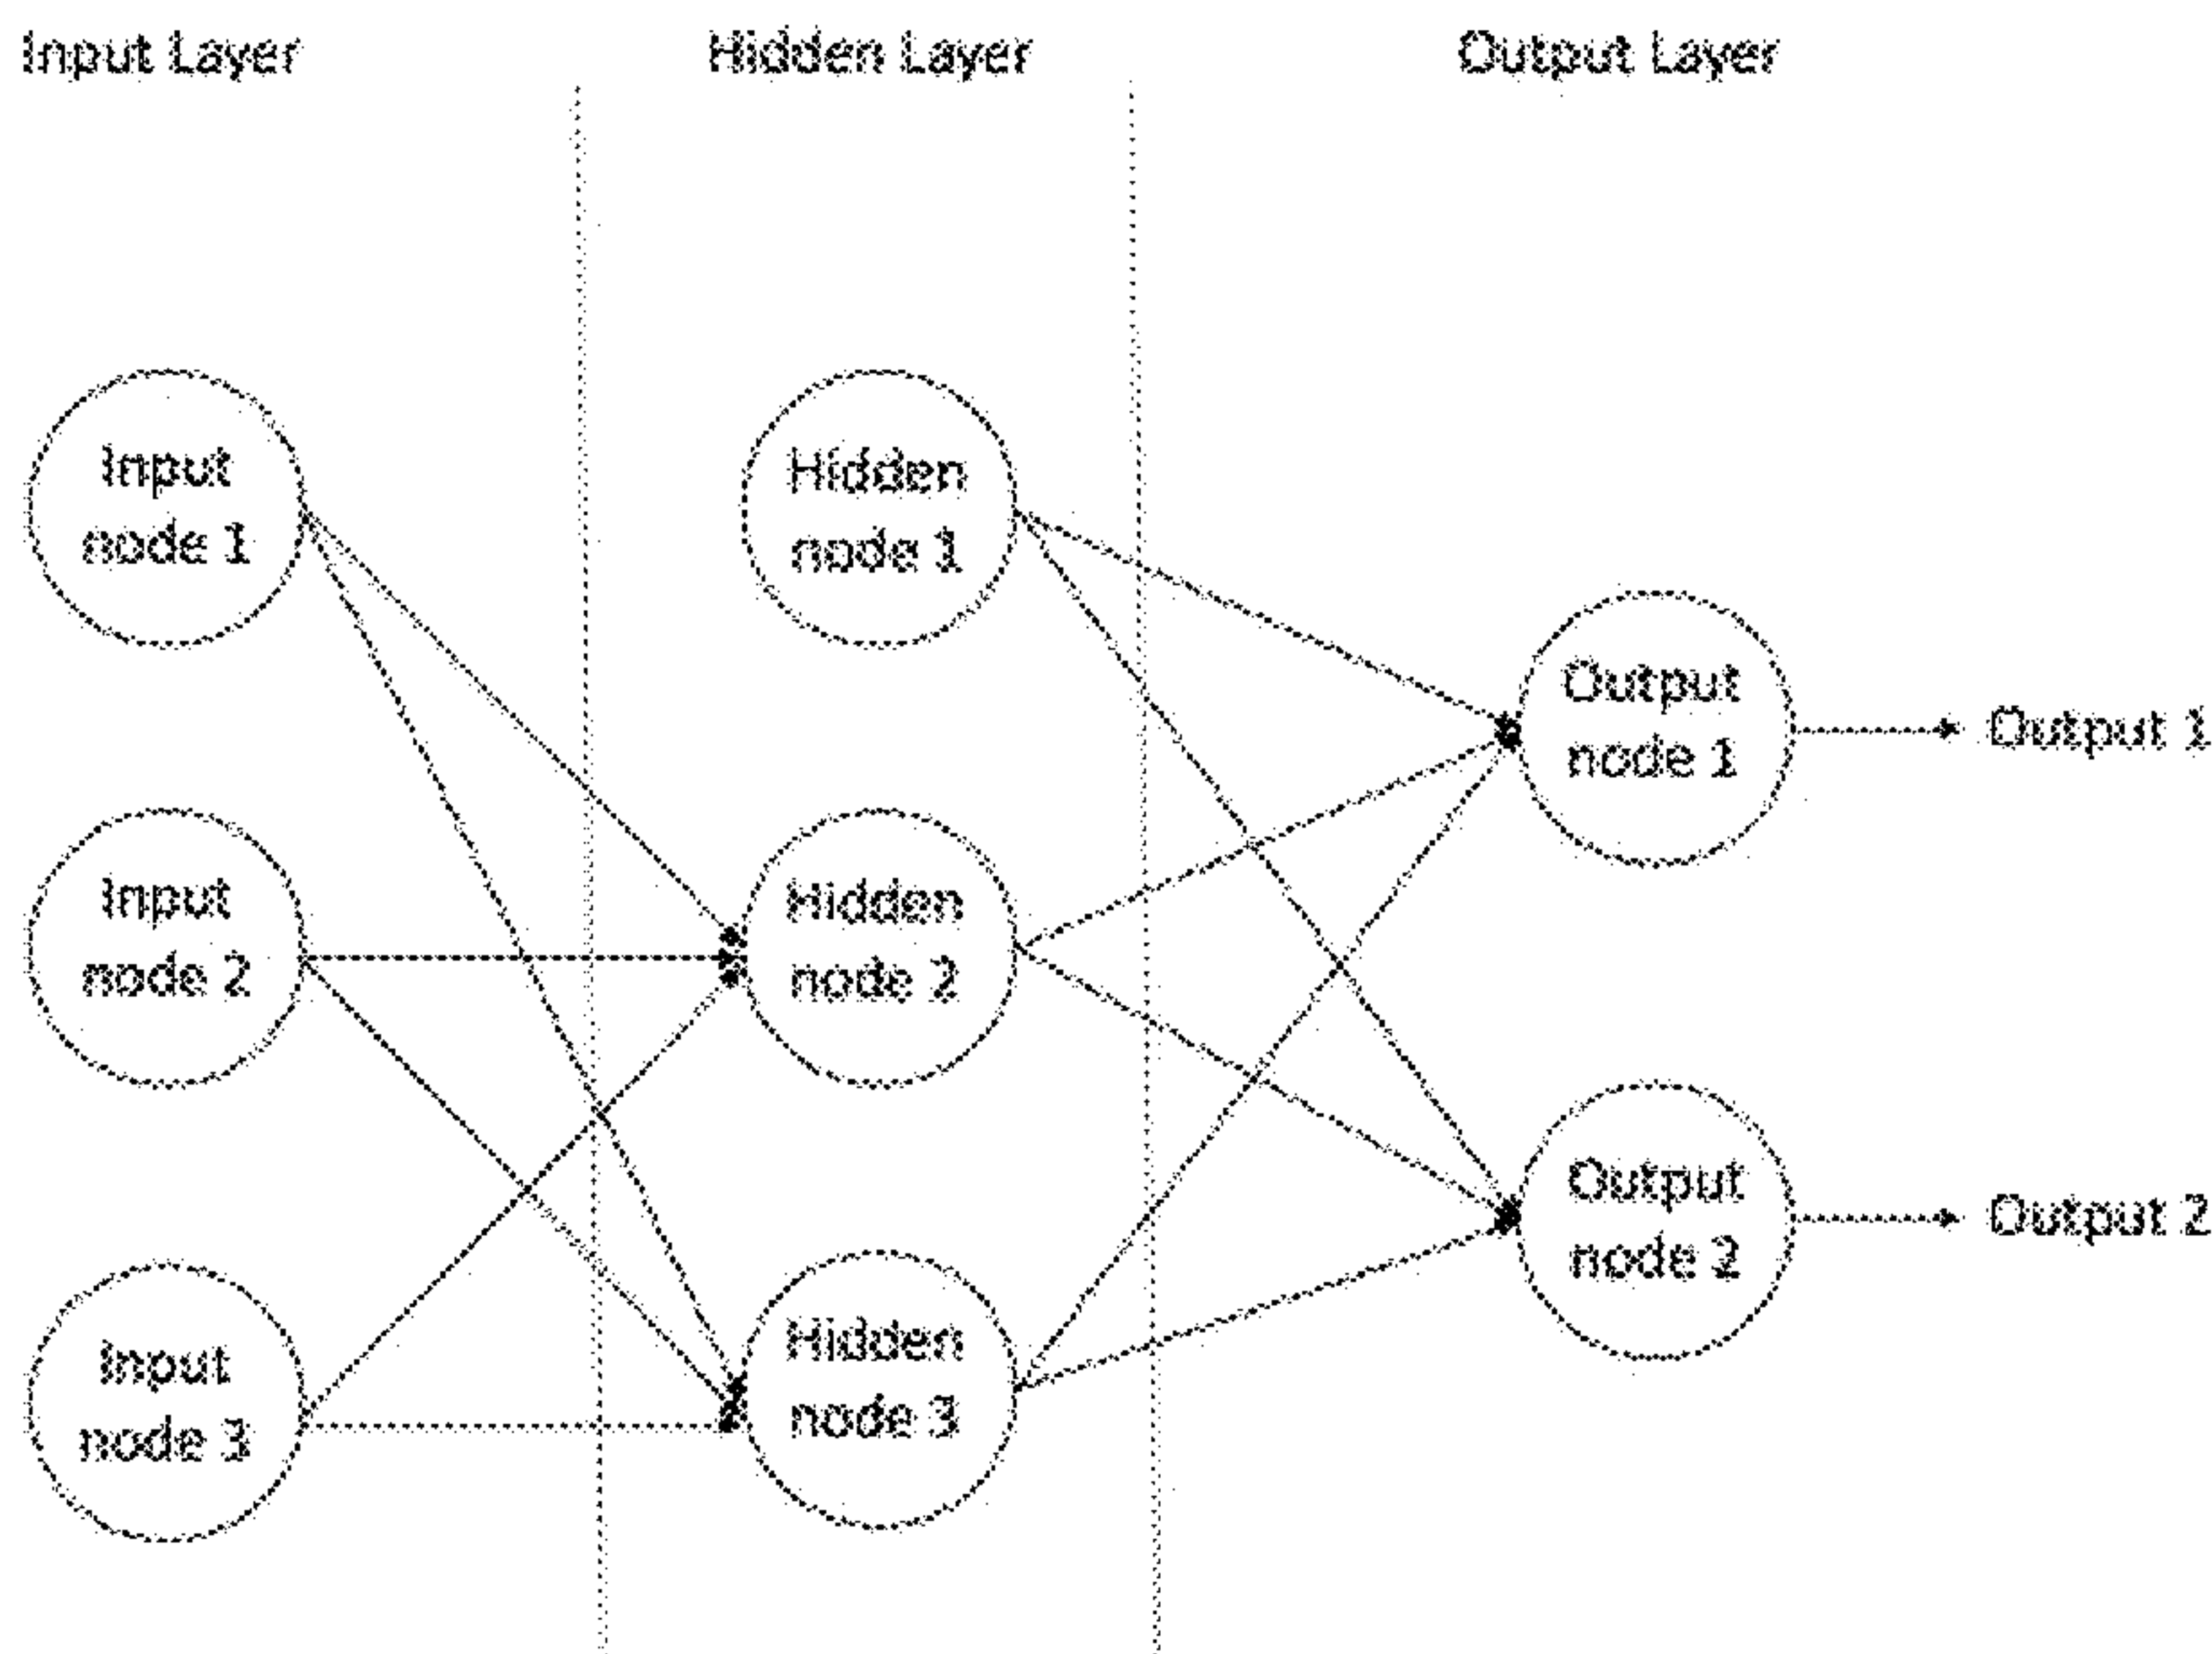 Input Layer
Hidden Layer
Output Layer
Input
node 1
Hidden
node 1
Output
node 1
Output 1
Input
node 2
Hidden
node 2
Output
node 2
Output 2
Input
node 3
Hidden
node 3